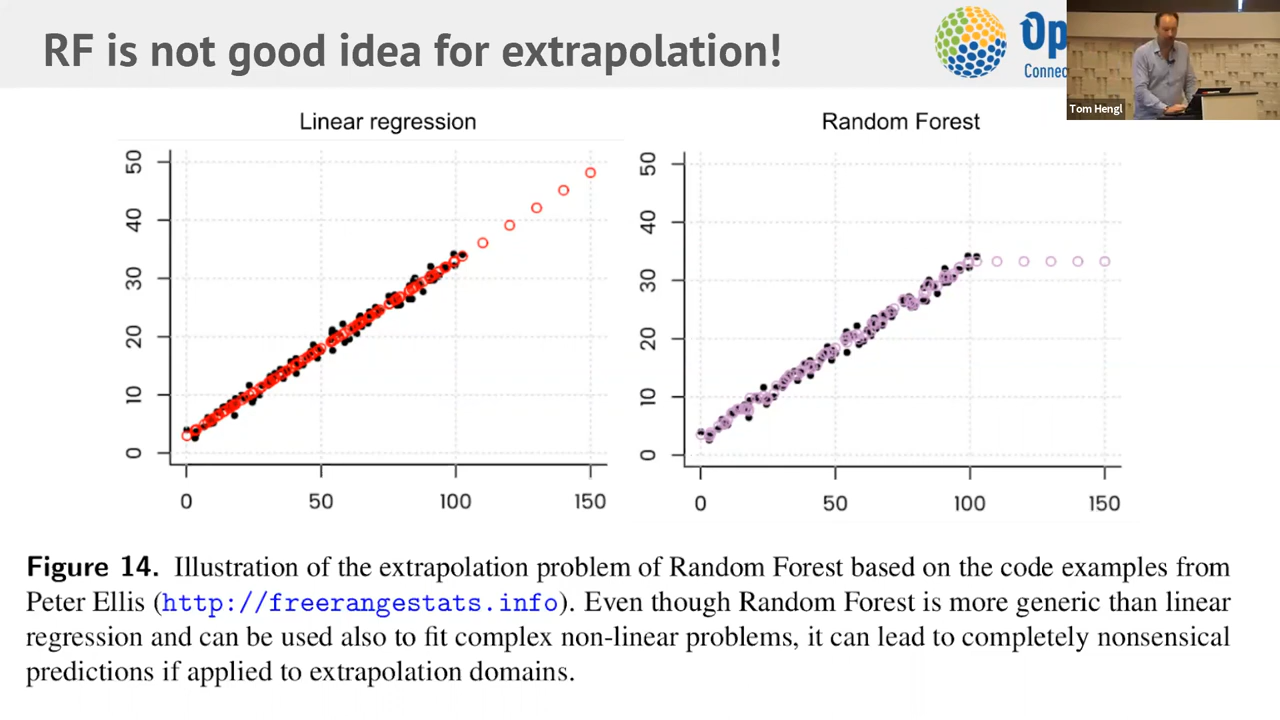 RF is not good idea for extrapolation!
Op
Connec
Tom Hengl
Linear regression
Random Forest
50
40
30
20
10
0
0 50 100 150
50
40
30
20
10
0
0 50 100 150
Figure 14. Illustration of the extrapolation problem of Random Forest based on the code examples from
Peter Ellis (http://freerangestats.info). Even though Random Forest is more generic than linear
regression and can be used also to fit complex non-linear problems, it can lead to completely nonsensical
predictions if applied to extrapolation domains.